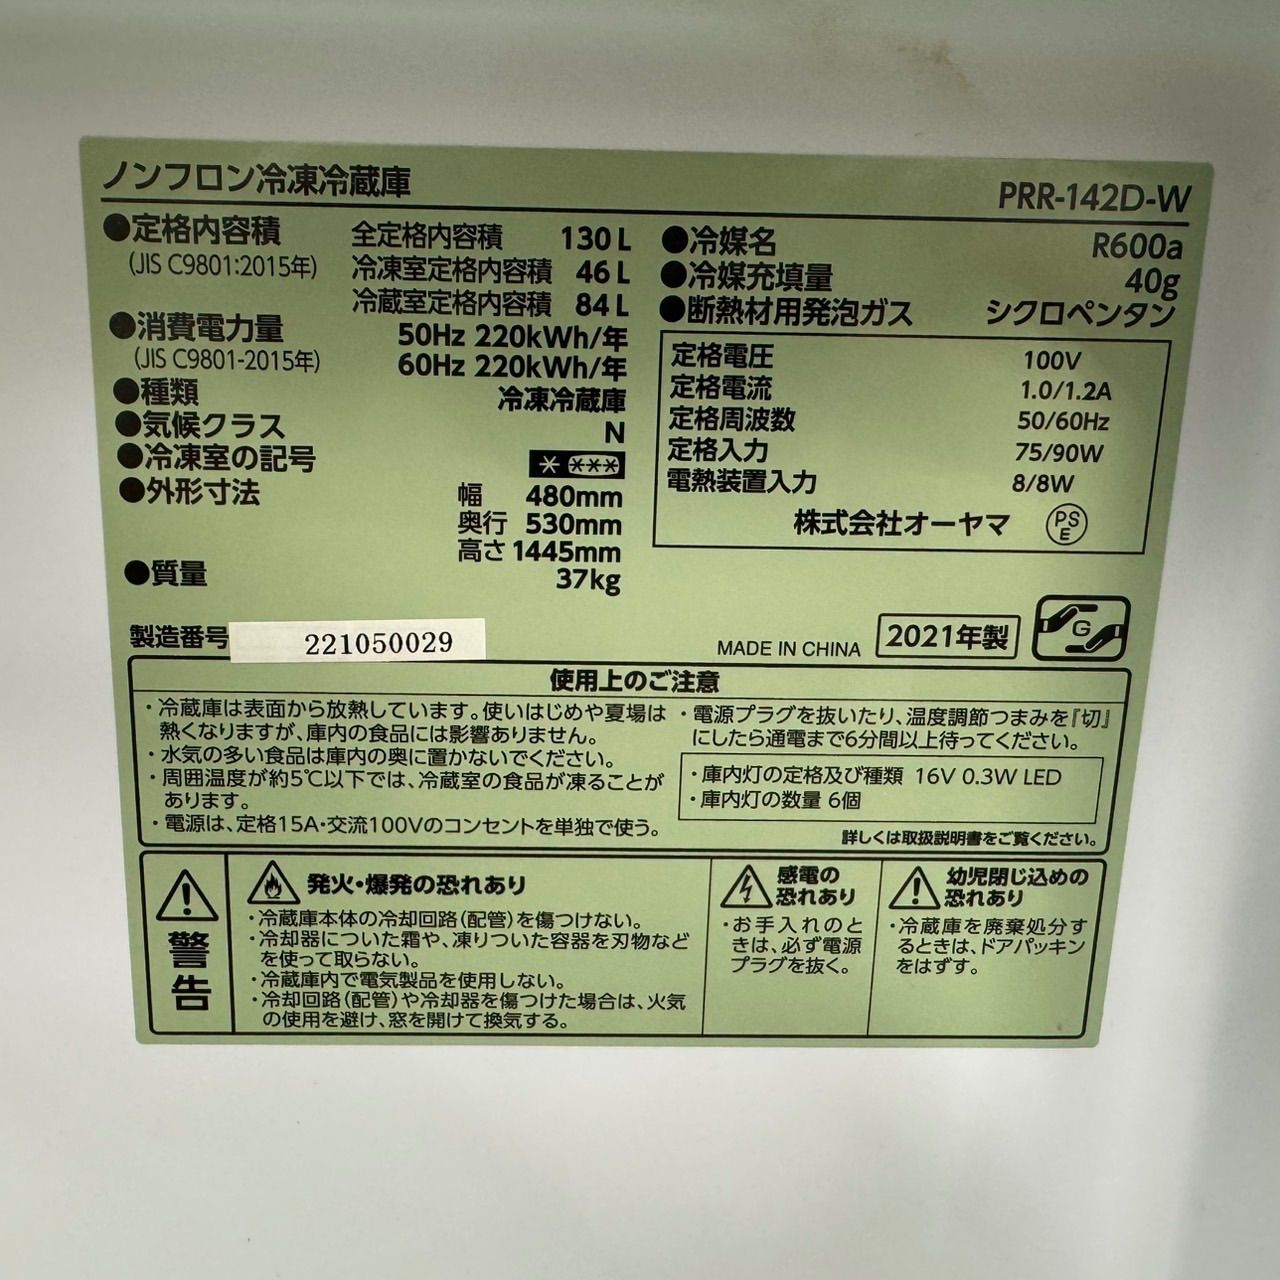 ノンフロン冷凍冷蔵庫
PRR-142D-W
●定格内容積 全定格内容積 130L
(JIS C9801:2015年) 冷凍室定格内容積 46L
冷蔵室定格内容積 84L
●消費電力量 50Hz 220kWh/年
(JIS C9801-2015年) 60Hz 220kWh/年
●種類 冷凍冷蔵庫
●気候クラス N
●冷凍室の記号
●外形寸法 幅 480mm
奥行 530mm
高さ 1445mm
●質量 37kg
●冷媒名 R600a
●冷媒充填量 40g
●断熱材用発泡ガス シクロペンタン
定格電圧 100V
定格電流 1.0/1.2A
定格周波数 50/60Hz
定格入力 75/90W
電熱装置入力 8/8W
株式会社オーヤマ PSE
製造番号 221050029
MADE IN CHINA
2021年製
G
使用上のご注意
・冷蔵庫は表面から放熱しています。使いはじめや夏場は
熱くなりますが、庫内の食品には影響ありません。
・水気の多い食品は庫内の奥に置かないでください。
・周囲温度が約5℃以下では、冷蔵室の食品が凍ることが
あります。
・電源は、定格15A・交流100Vのコンセントを単独で使う。
・電源プラグを抜いたり、温度調節つまみを『切』
にしたら通電まで6分間以上待ってください。
・庫内灯の定格及び種類 16V 0.3W LED
・庫内灯の数量 6個
詳しくは取扱説明書をご覧ください。
警告
発火・爆発の恐れあり
・冷蔵庫本体の冷却回路(配管)を傷つけない。
・冷却器についた霜や、凍りついた容器を刃物など
を使って取らない。
・冷蔵庫内で電気製品を使用しない。
・冷却回路(配管)や冷却器を傷つけた場合は、火気
の使用を避け、窓を開けて換気する。
感電の
恐れあり
・お手入れのと
きは、必ず電源
プラグを抜く。
幼児閉じ込めの
恐れあり
・冷蔵庫を廃棄処分す
るときは、ドアパッキン
をはずす。